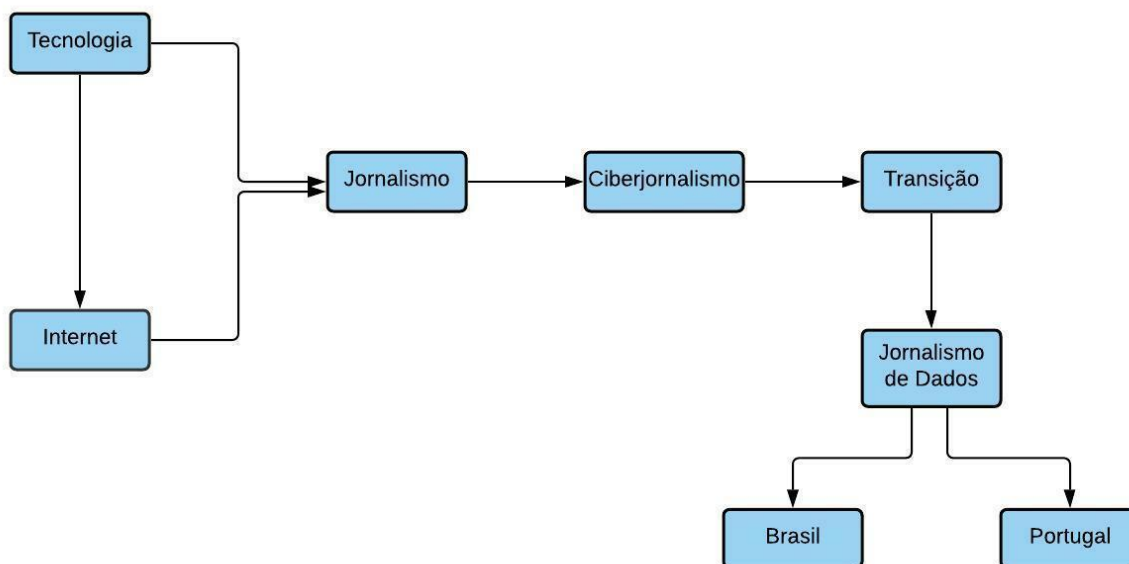 Tecnologia
Jornalismo
Ciberjornalismo
Transição
Internet
Jornalismo
de Dados
Brasil
Portugal